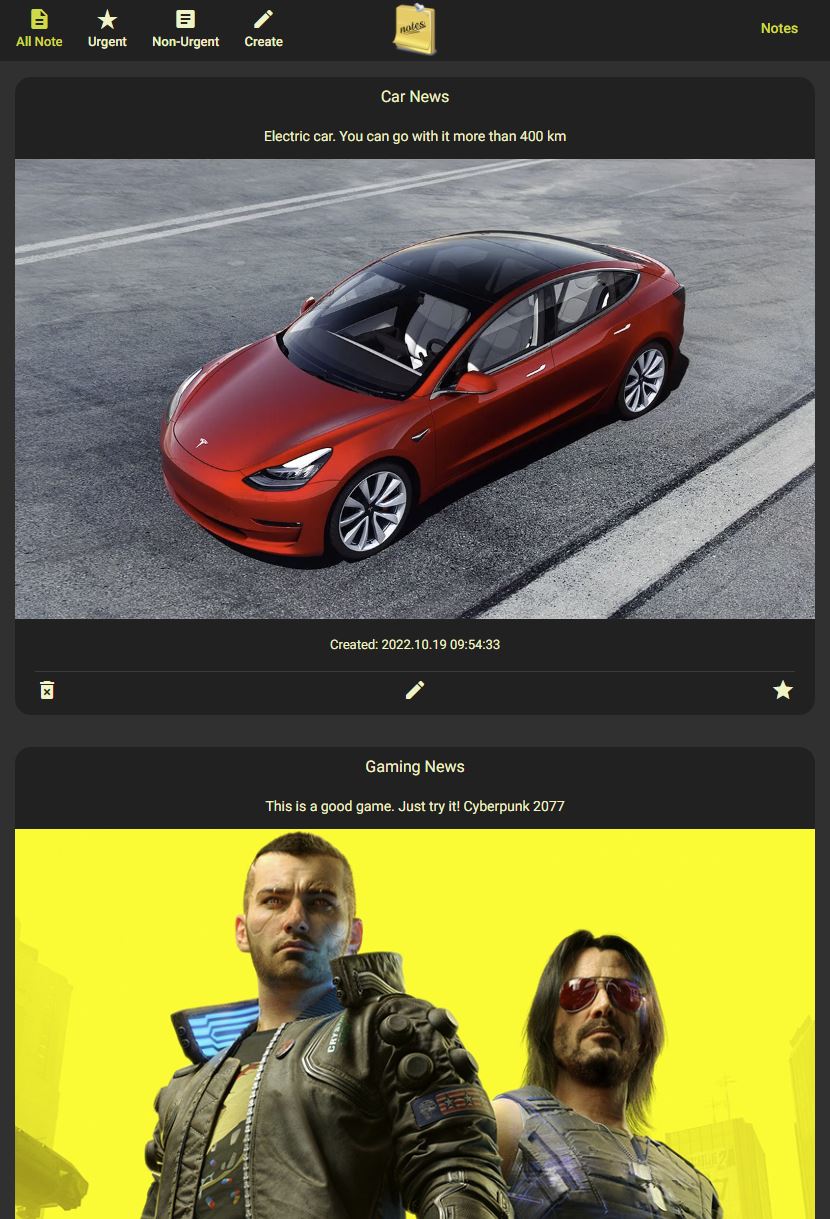 All Note
Urgent
Non-Urgent
Create
notes
Notes
Car News
Electric car. You can go with it more than 400 km
Created: 2022.10.19 09:54:33
Gaming News
This is a good game. Just try it! Cyberpunk 2077